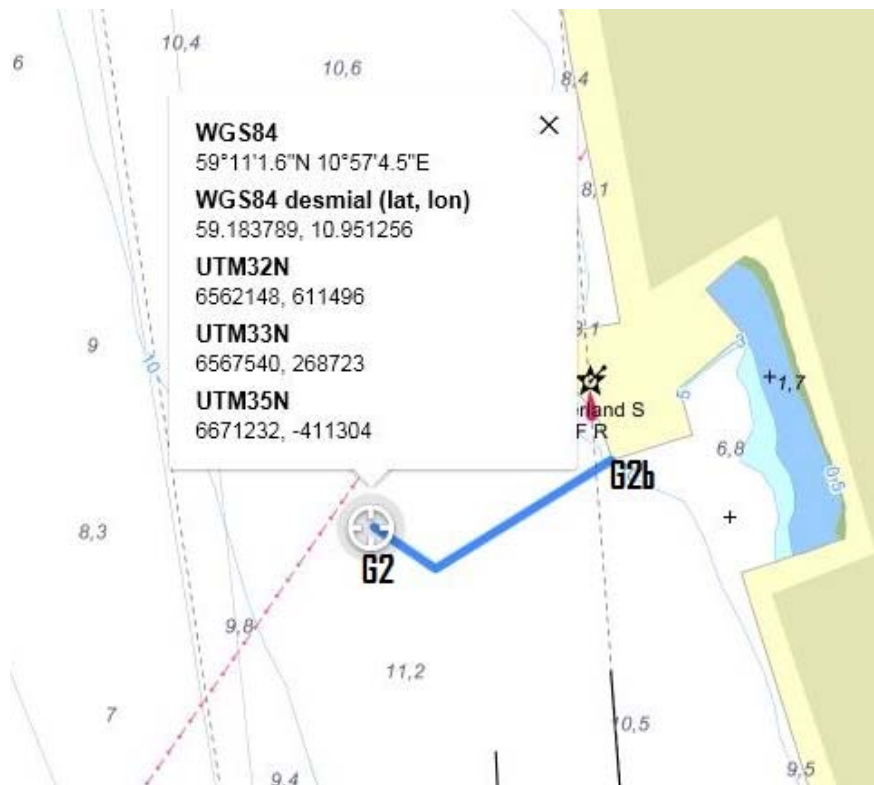 10,4
6
10,6
8,4
WGS84
59°11'1.6"N 10°57'4.5"E
WGS84 desmial (lat, lon)
59.183789, 10.951256
8,1
UTM32N
6562148, 611496
UTM33N
6567540, 268723
UTM35N
6671232, -411304
9
10
3
1,7
5
erland S
F R
6,8
0,5
G2b
8,3
G2
9,8
11,2
7
10,5
9,5
9,4